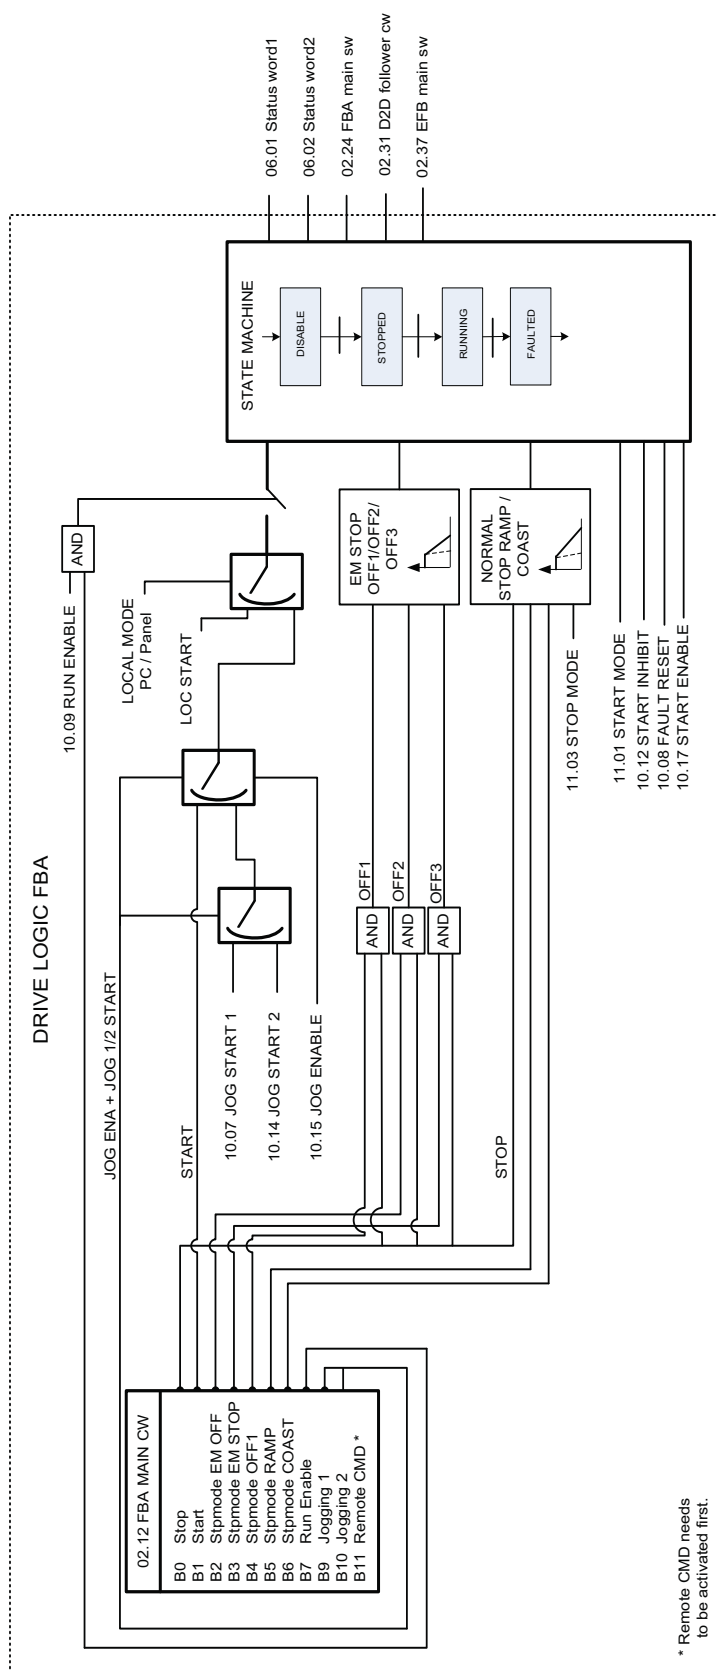 DRIVE LOGIC FBA
02.12 FBA MAIN CW
B0 Stop
B1 Start
B2 Stpmode EM OFF
B3 Stpmode EM STOP
B4 Stpmode OFF1
B5 Stpmode RAMP
B6 Stpmode COAST
B7 Run Enable
B9 Jogging 1
B10 Jogging 2
B11 Remote CMD *
JOG ENA + JOG 1/2 START
START
10.07 JOG START 1
10.14 JOG START 2
10.15 JOG ENABLE
STOP
AND
OFF1
AND
OFF2
AND
OFF3
10.09 RUN ENABLE
AND
LOCAL MODE
PC / Panel
LOC START
EM STOP
OFF1/OFF2/
OFF3
NORMAL
STOP RAMP /
COAST
11.03 STOP MODE
11.01 START MODE
10.12 START INHIBIT
10.08 FAULT RESET
10.17 START ENABLE
STATE MACHINE
DISABLE
STOPPED
RUNNING
FAULTED
06.01 Status word1
06.02 Status word2
02.24 FBA main sw
02.31 D2D follower cw
02.37 EFB main sw
* Remote CMD needs
to be activated first.